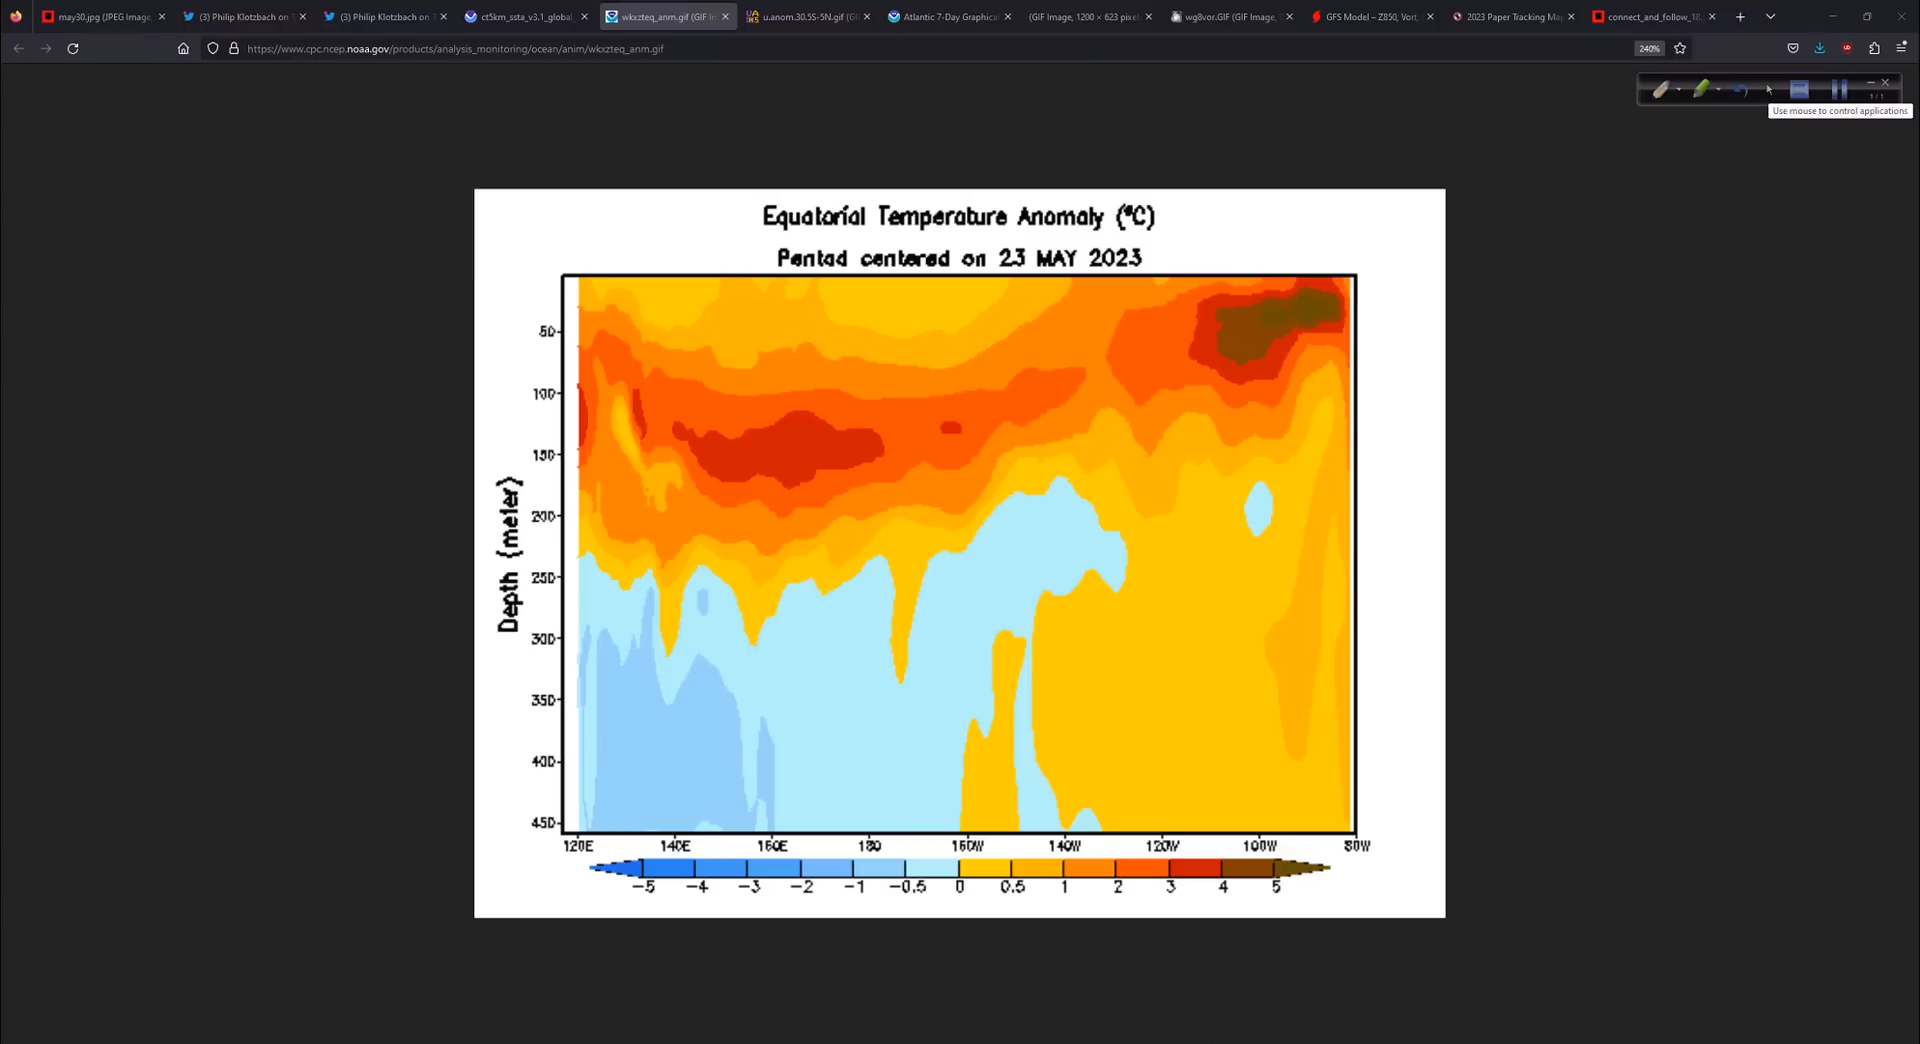 may30.jpg (JPEG Image,
(3) Philip Klotzbach on
(3) Philip Klotzbach on
ct5km_ssta_v3.1_global_
wkxzteq_anm.gif (GIF I
u.anom.30.5S-5N.gif (GI
Atlantic 7-Day Graphica
(GIF Image, 1200 × 623 pixel
wg8vor.GIF (GIF Image,
GFS Model – Z850, Vort,
2023 Paper Tracking Ma
connect_and_follow_18.
https://www.cpc.ncep.noaa.gov/products/analysis_monitoring/ocean/anim/wkxzteq_anm.gif
240%
1/1
Use mouse to control applications
Equatorial Temperature Anomaly (°C)
Pentad centered on 23 MAY 2023
Depth (meter)
50
100
150
200
250
300
350
400
450
120E 140E 160E 180 160W 140W 120W 100W 80W
-5 -4 -3 -2 -1 -0.5 0 0.5 1 2 3 4 5